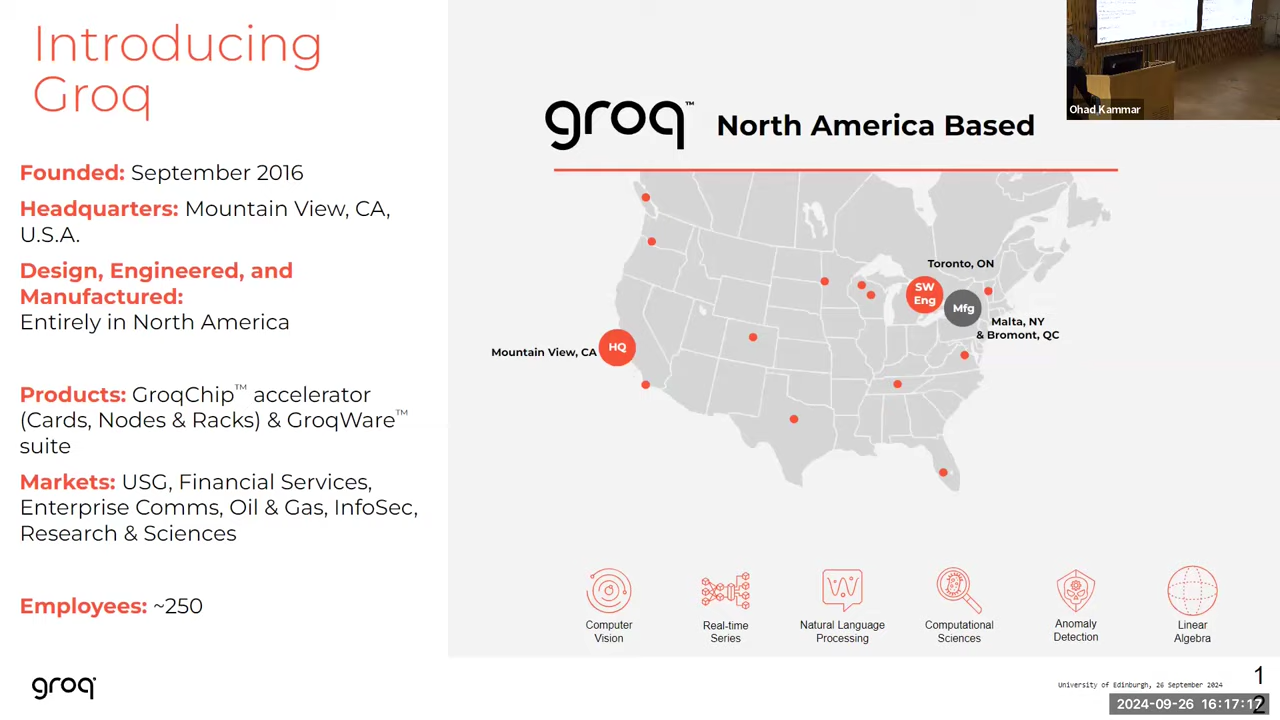 Introducing
Groq
Founded: September 2016
Headquarters: Mountain View, CA,
U.S.A.
Design, Engineered, and
Manufactured:
Entirely in North America
Products: GroqChip™ accelerator
(Cards, Nodes & Racks) & GroqWare™
suite
Markets: USG, Financial Services,
Enterprise Comms, Oil & Gas, InfoSec,
Research & Sciences
Employees: ~250
groq
groq™ North America Based
Toronto, ON
SW
Eng
Mfg
Malta, NY
& Bromont, QC
Mountain View, CA
HQ
Computer
Vision
Real-time
Series
Natural Language
Processing
Computational
Sciences
Anomaly
Detection
Linear
Algebra
University of Edinburgh, 26 September 2024
1
2
2024-09-26 16:17:17
Ohad Kammar